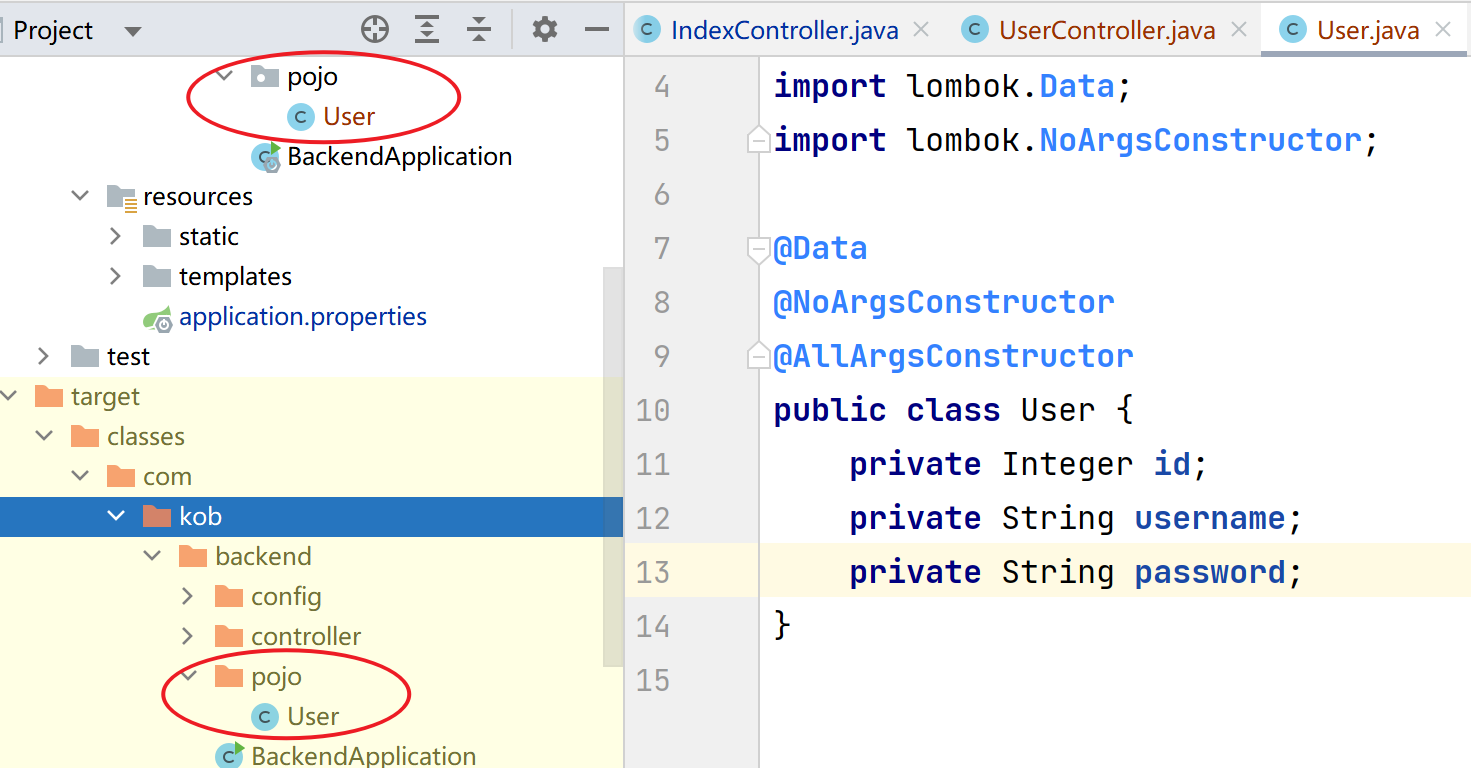 Project
pojo
User
BackendApplication
resources
static
templates
application.properties
test
target
classes
com
kob
backend
config
controller
pojo
User
BackendApplication
IndexController.java
UserController.java
User.java
4 import lombok.Data;
5 import lombok.NoArgsConstructor;
6
7 @Data
8 @NoArgsConstructor
9 @AllArgsConstructor
10 public class User {
11 private Integer id;
12 private String username;
13 private String password;
14 }
15